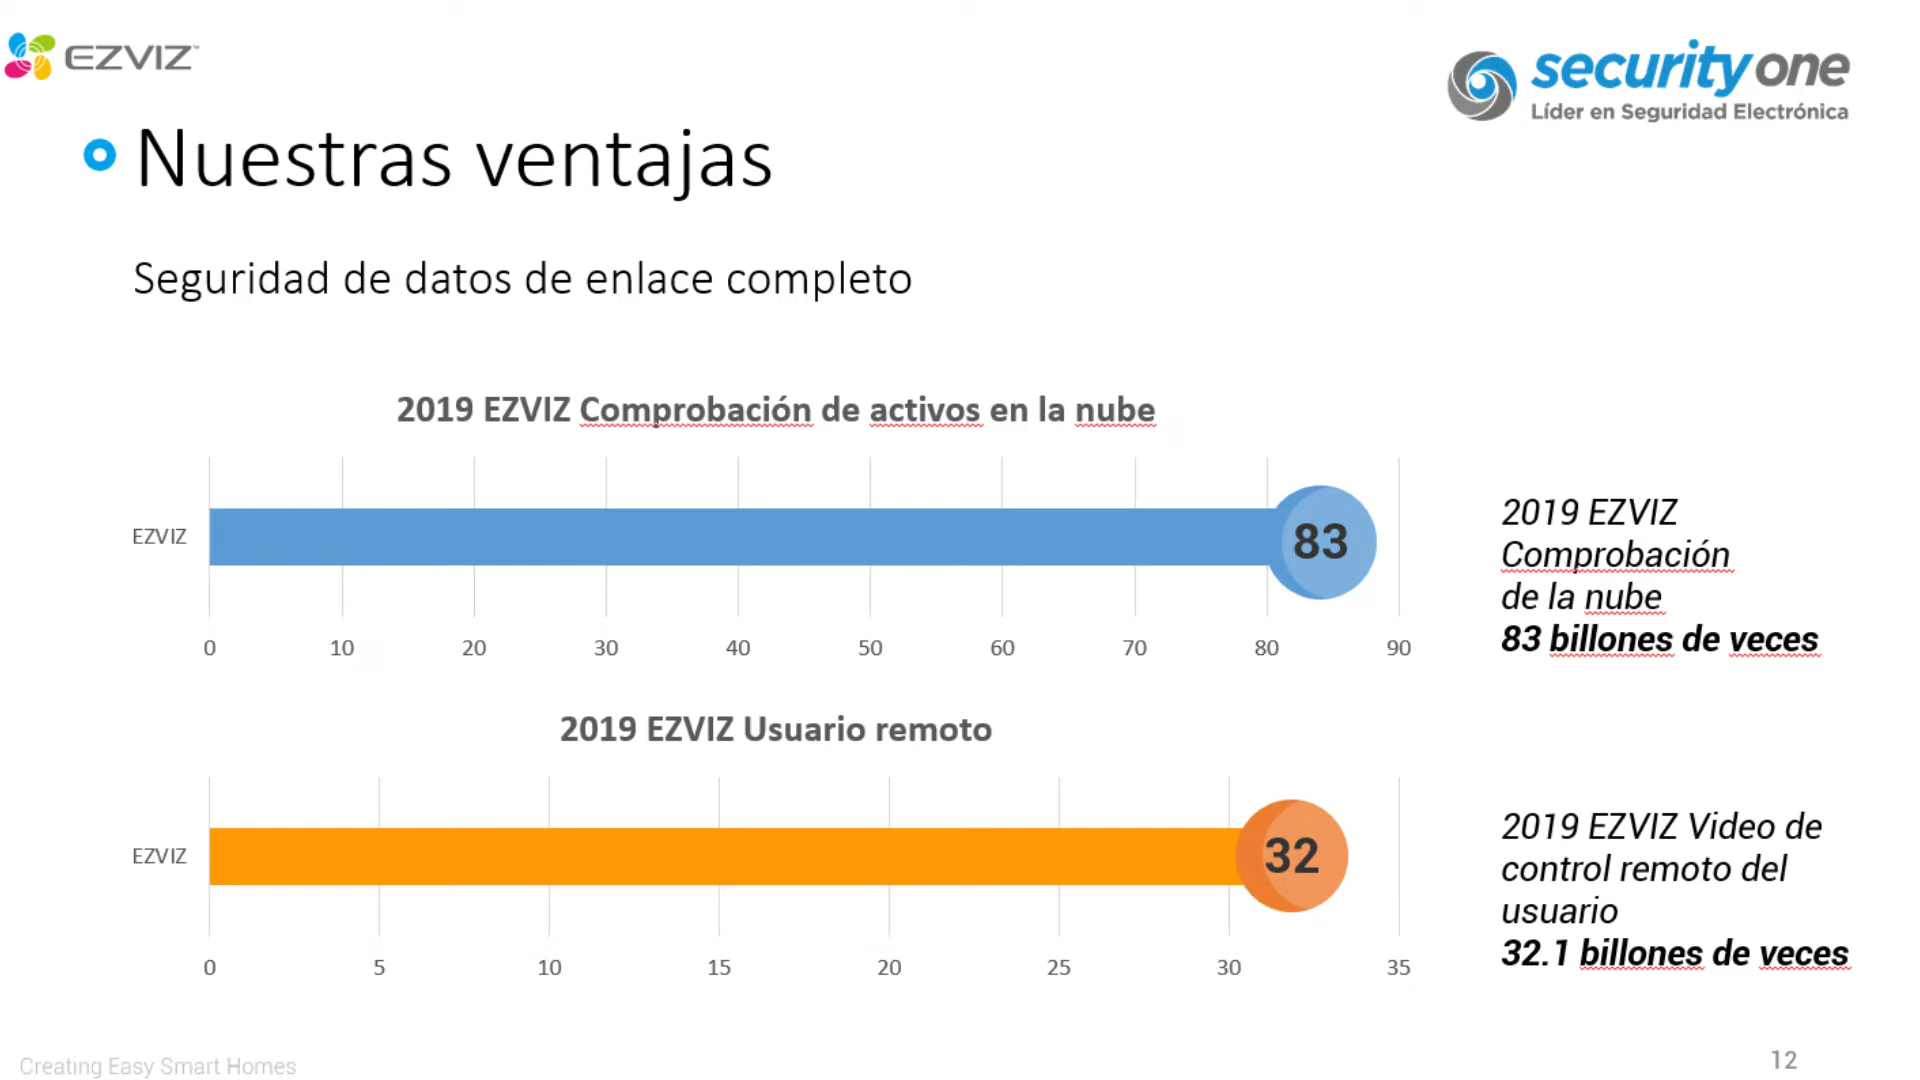 EZVIZ™
securityone
Líder en Seguridad Electrónica
Nuestras ventajas
Seguridad de datos de enlace completo
2019 EZVIZ Comprobación de activos en la nube
EZVIZ
83
0 10 20 30 40 50 60 70 80 90
2019 EZVIZ
Comprobación
de la nube
83 billones de veces
2019 EZVIZ Usuario remoto
EZVIZ
32
0 5 10 15 20 25 30 35
2019 EZVIZ Video de
control remoto del
usuario
32.1 billones de veces
Creating Easy Smart Homes
12